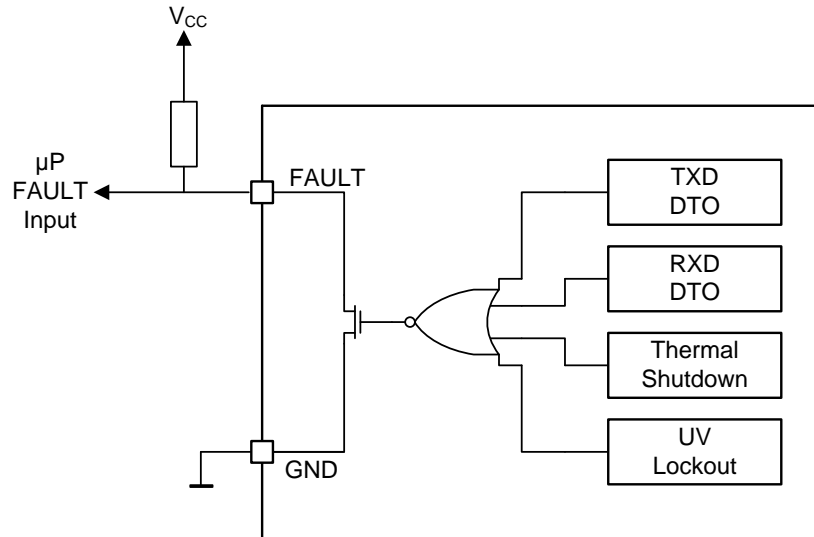 VCC
µP
FAULT
Input
FAULT
GND
TXD
DTO
RXD
DTO
Thermal
Shutdown
UV
Lockout